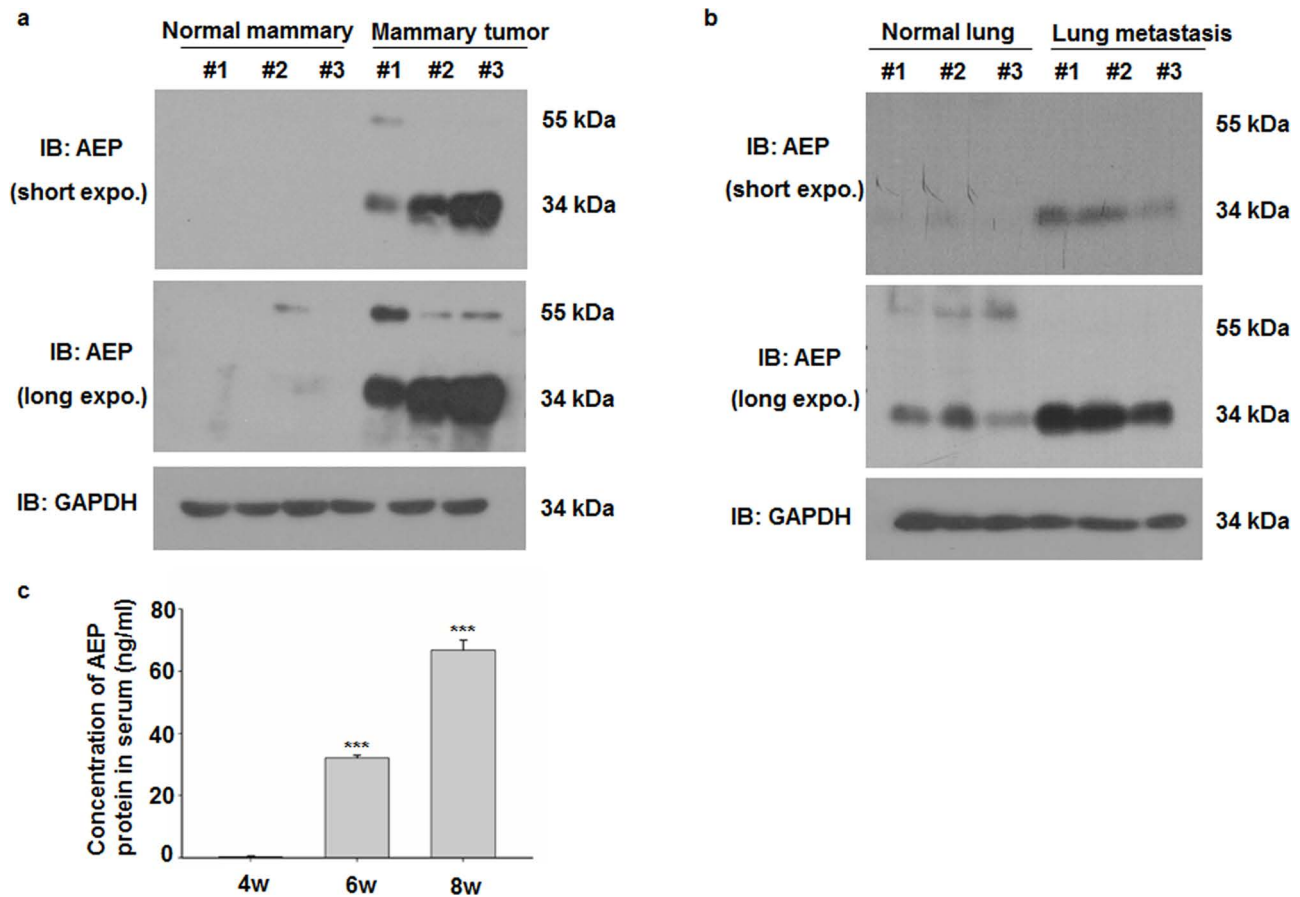 a
Normal mammary Mammary tumor
#1 #2 #3 #1 #2 #3
IB: AEP
(short expo.)
55 kDa
34 kDa
IB: AEP
(long expo.)
55 kDa
34 kDa
IB: GAPDH
34 kDa
b
Normal lung Lung metastasis
#1 #2 #3 #1 #2 #3
IB: AEP
(short expo.)
55 kDa
34 kDa
IB: AEP
(long expo.)
55 kDa
34 kDa
IB: GAPDH
34 kDa
c
Concentration of AEP
protein in serum (ng/ml)
80
60
40
20
0
***
***
4w 6w 8w